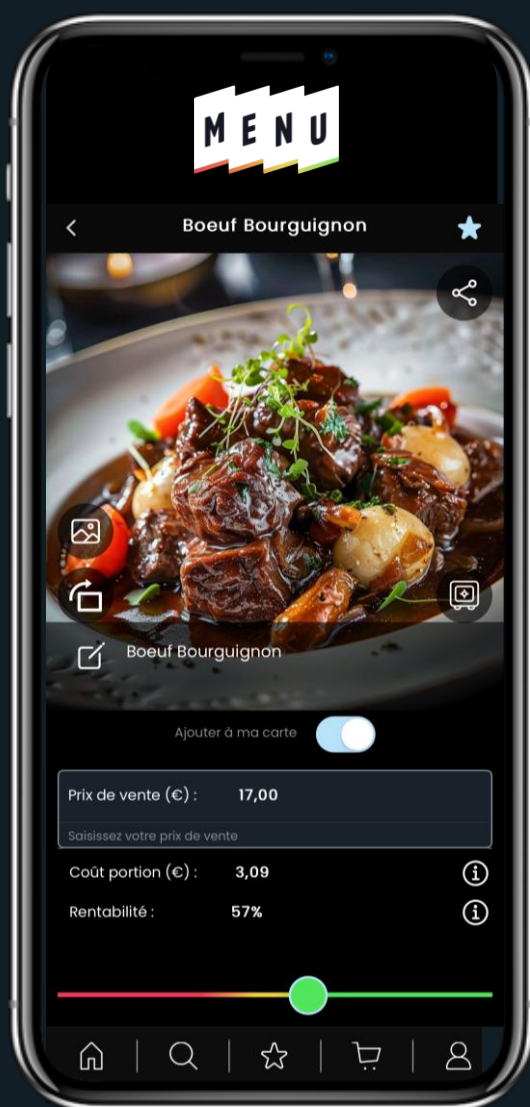 MENU
Boeuf Bourguignon
Boeuf Bourguignon
Ajouter à ma carte
Prix de vente (€) : 17,00
Saisissez votre prix de vente
Coût portion (€) : 3,09
Rentabilité : 57%